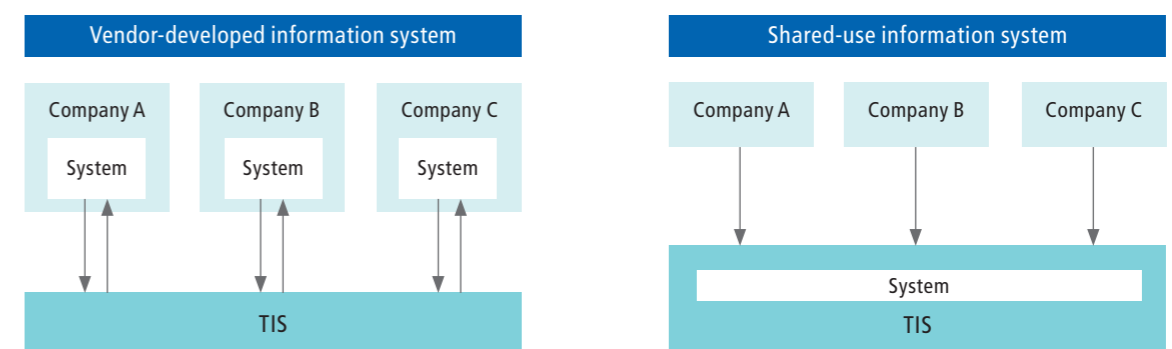 Vendor-developed information system
Company A
Company B
Company C
System
System
System
TIS
Shared-use information system
Company A
Company B
Company C
System
TIS